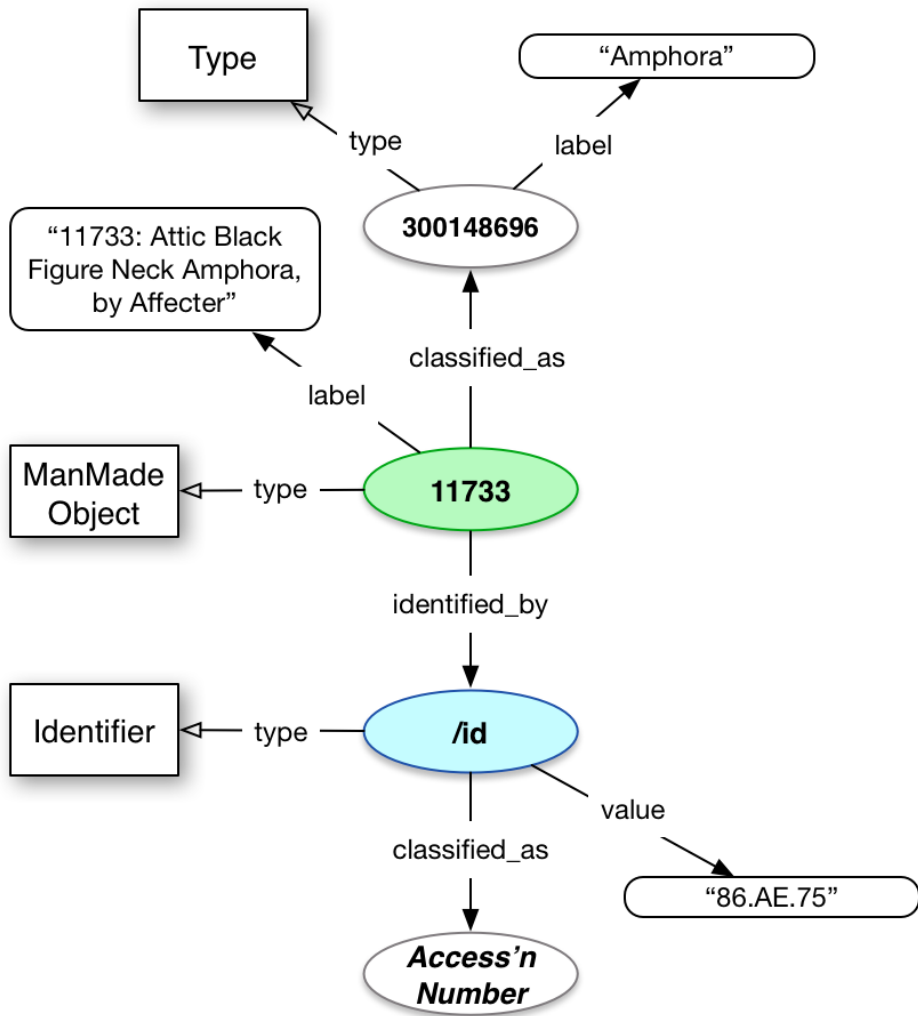 Type
“Amphora”
type
label
300148696
“11733: Attic Black
Figure Neck Amphora,
by Affecter”
classified_as
label
ManMade
Object
type
11733
identified_by
Identifier
type
/id
value
classified_as
“86.AE.75”
Access’n
Number